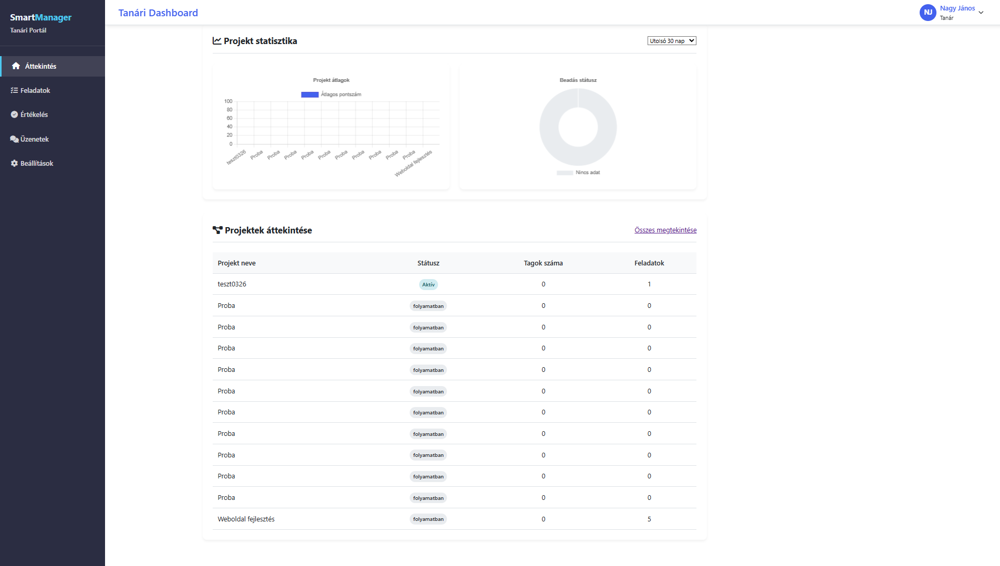 SmartManager
Tanári Portál
Áttekintés
Feladatok
Értékelés
Üzenetek
Beállítások
Tanári Dashboard
NJ
Nagy János
Tanár
Projekt statisztika
Utolsó 30 nap
Projekt átlagok
Átlagos pontszám
100
80
60
40
20
0
teszt0326
Proba
Proba
Proba
Proba
Proba
Proba
Proba
Proba
Proba
Proba
Weboldal fejlesztés
Beadás státusz
Nincs adat
Projektek áttekintése
Összes megtekintése
Projekt neve Státusz Tagok száma Feladatok
teszt0326 Aktív 0 1
Proba folyamatban 0 0
Proba folyamatban 0 0
Proba folyamatban 0 0
Proba folyamatban 0 0
Proba folyamatban 0 0
Proba folyamatban 0 0
Proba folyamatban 0 0
Proba folyamatban 0 0
Proba folyamatban 0 0
Proba folyamatban 0 0
Weboldal fejlesztés folyamatban 0 5